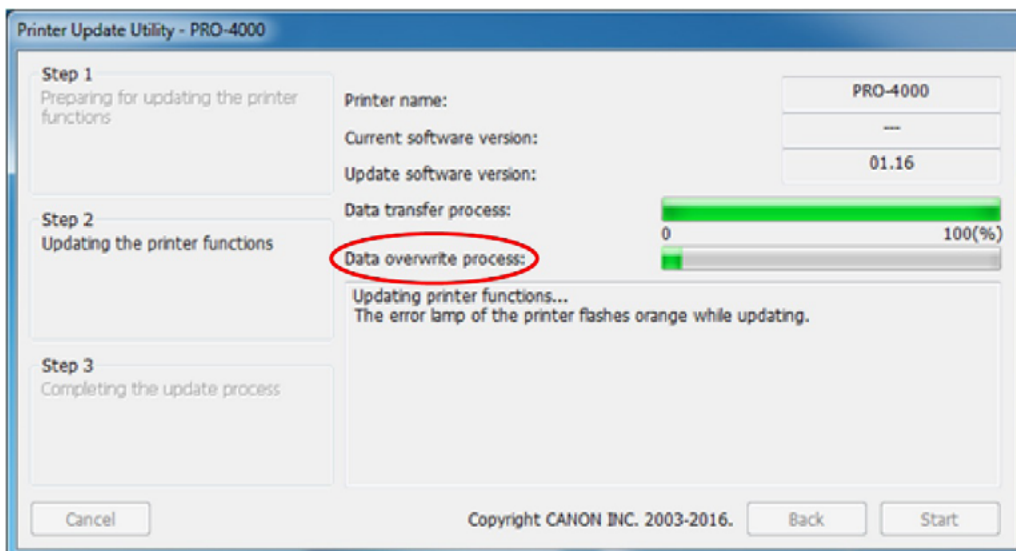 Printer Update Utility - PRO-4000
Step 1
Preparing for updating the printer
functions
Step 2
Updating the printer functions
Step 3
Completing the update process
Printer name:
PRO-4000
Current software version:
---
Update software version:
01.16
Data transfer process:
0 100(%)
Data overwrite process:
Updating printer functions...
The error lamp of the printer flashes orange while updating.
Cancel
Copyright CANON INC. 2003-2016.
Back
Start